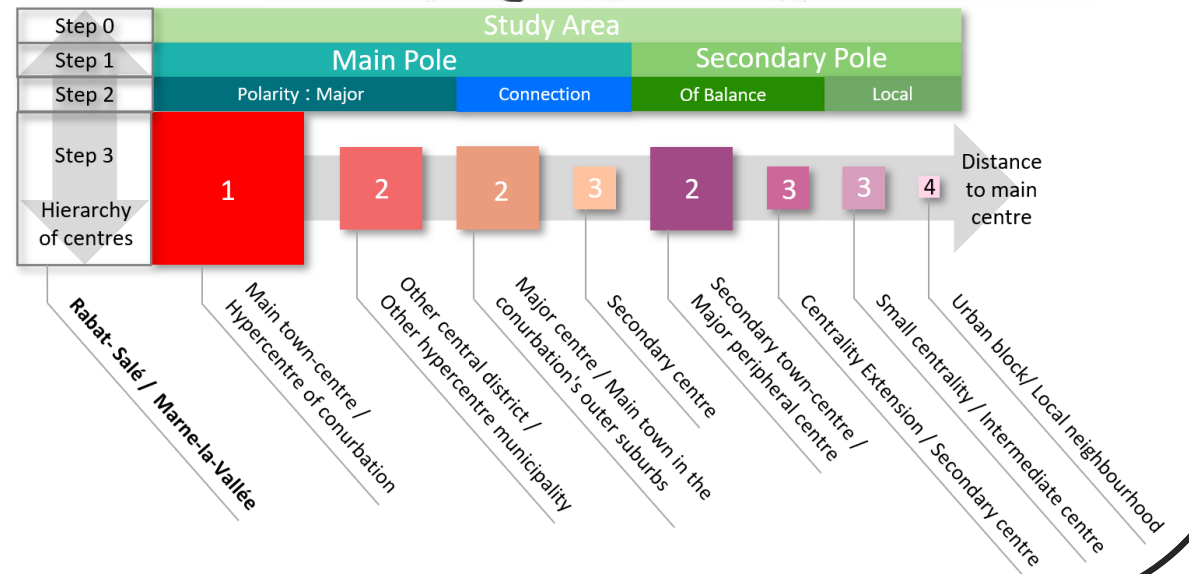 Step 0
Study Area
Step 1
Main Pole
Secondary Pole
Step 2
Polarity : Major
Connection
Of Balance
Local
Step 3
Hierarchy
of centres
1
2
2
3
2
3
3
4
Distance
to main
centre
Rabat- Salé / Marne-la-Vallée
Main town-centre /
Hypercentre of conurbation
Other central district /
Other hypercentre municipality
Major centre / Main town in the
conurbation's outer suburbs
Secondary centre
Secondary town-centre /
Major peripheral centre
Centrality Extension / Secondary centre
Small centrality / Intermediate centre
Urban block/ Local neighbourhood